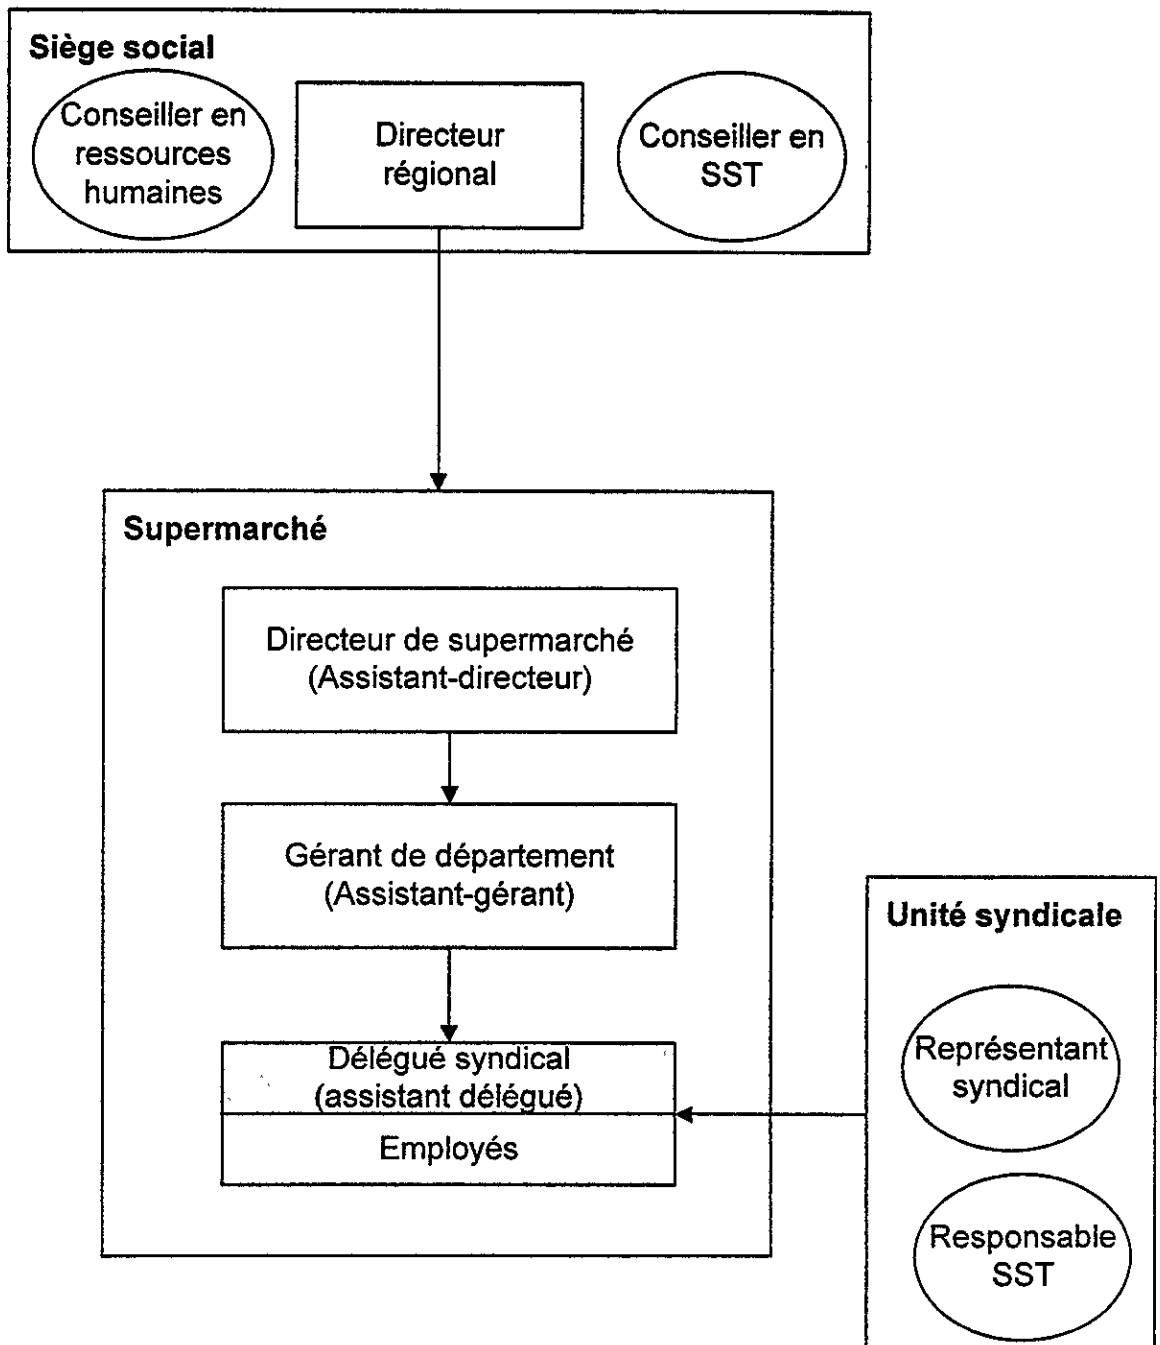 Siège social
Conseiller en
ressources
humaines
Directeur
régional
Conseiller en
SST
Supermarché
Directeur de supermarché
(Assistant-directeur)
Gérant de département
(Assistant-gérant)
Délégué syndical
(assistant délégué)
Employés
Unité syndicale
Représentant
syndical
Responsable
SST